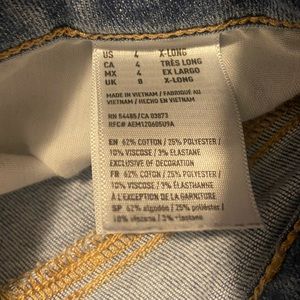 US 4 X-LONG
CA 4 TRÈS LONG
MX 4 EX LARGO
UK 8 X-LONG
MADE IN VIETNAM / FABRIQUÉ AU
VIETNAM / HECHO EN VIETNAM
RN 54485/CA 03873
RFC# AEM120605U9A
EN 62% COTTON / 25% POLYESTER /
10% VISCOSE / 3% ELASTANE
EXCLUSIVE OF DECORATION
FR 62% COTON / 25% POLYESTER /
10% VISCOSE / 3% ÉLASTHANNE
À L'EXCEPTION DE LA GARNITURE
SP 62% algodón / 25% poliéster /
10% viscosa / 3% elastano